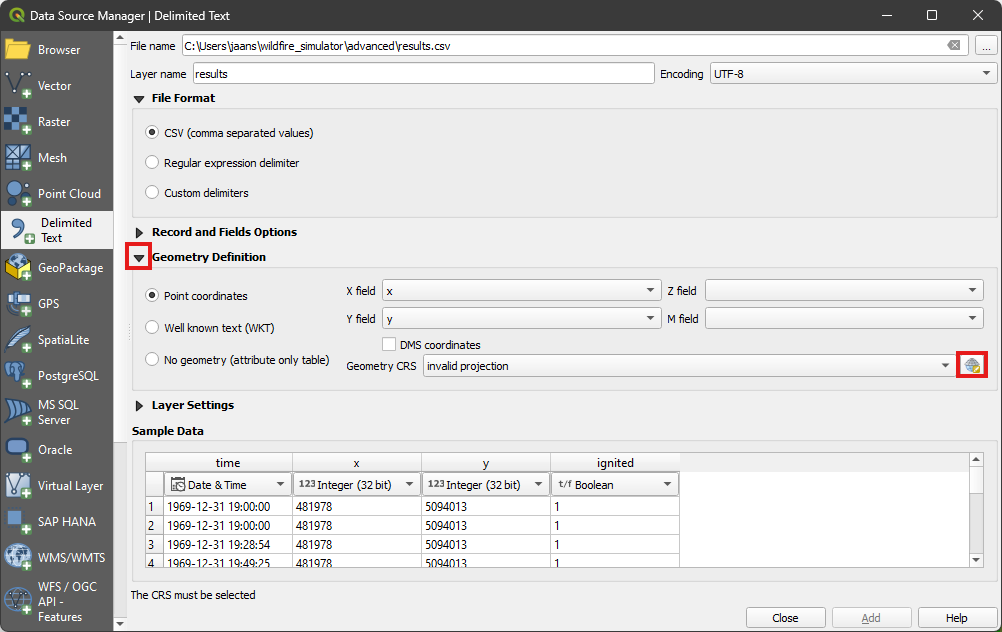 Data Source Manager | Delimited Text
Browser
Vector
Raster
Mesh
Point Cloud
Delimited
Text
GeoPackage
GPS
SpatiaLite
PostgreSQL
MS SQL
Server
Oracle
Virtual Layer
SAP HANA
WMS/WMTS
WFS / OGC
API -
Features
File name C:\Users\jaans\wildfire_simulator\advanced\results.csv ...
Layer name results Encoding UTF-8
File Format
CSV (comma separated values)
Regular expression delimiter
Custom delimiters
Record and Fields Options
Geometry Definition
Point coordinates X field x Z field
Well known text (WKT) Y field y M field
DMS coordinates
No geometry (attribute only table) Geometry CRS invalid projection
Layer Settings
Sample Data
time x y ignited
Date & Time 123 Integer (32 bit) 123 Integer (32 bit) t/f Boolean
1 1969-12-31 19:00:00 481978 5094013 1
2 1969-12-31 19:00:00 481978 5094013 1
3 1969-12-31 19:28:54 481978 5094013 1
4 1969-12-31 19:49:25 481978 5094013 1
The CRS must be selected
Close Add Help